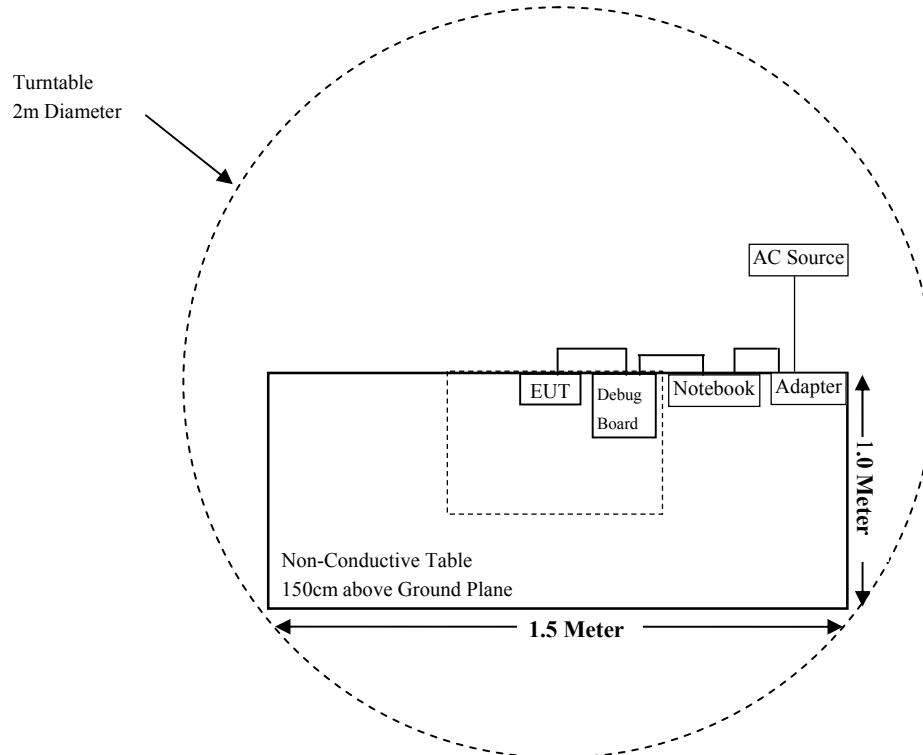 Turntable
2m Diameter
AC Source
EUT
Debug
Board
Notebook
Adapter
1.0 Meter
Non-Conductive Table
150cm above Ground Plane
1.5 Meter